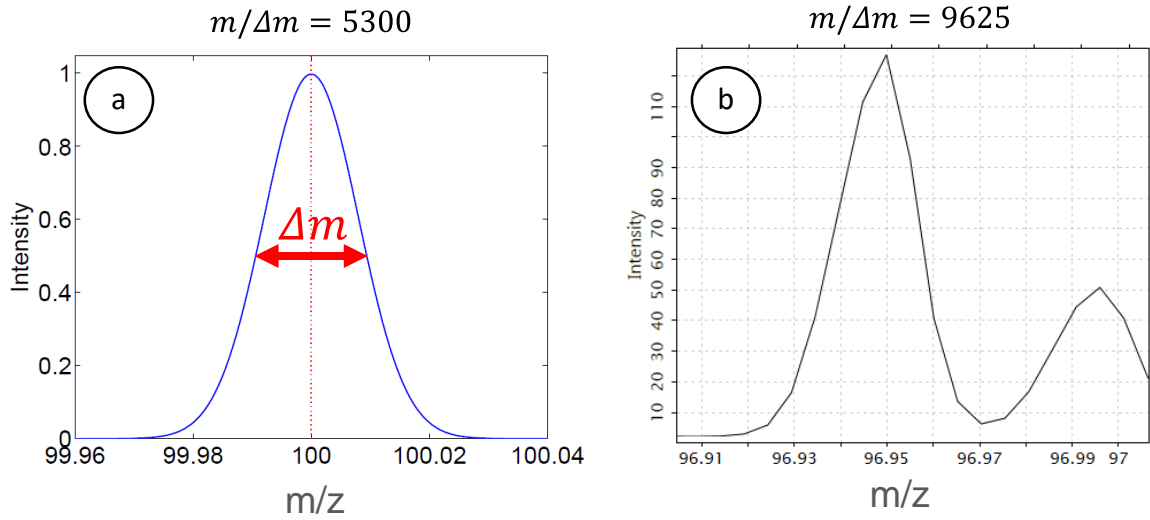 m/Δm = 5300
m/Δm = 9625
a
Intensity
1
0.8
0.6
0.4
0.2
0
Δm
99.96 99.98 100 100.02 100.04
m/z
b
Intensity
110
90
80
70
60
50
40
30
20
10
96.91 96.93 96.95 96.97 96.99 97
m/z